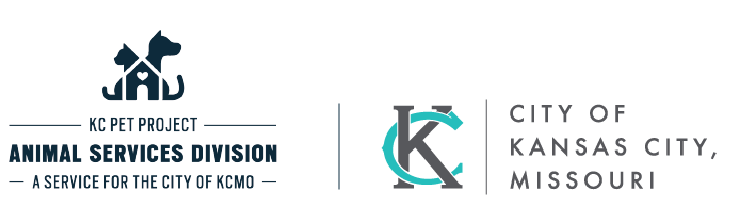 KC PET PROJECT
ANIMAL SERVICES DIVISION
A SERVICE FOR THE CITY OF KCMO
KC
CITY OF
KANSAS CITY,
MISSOURI